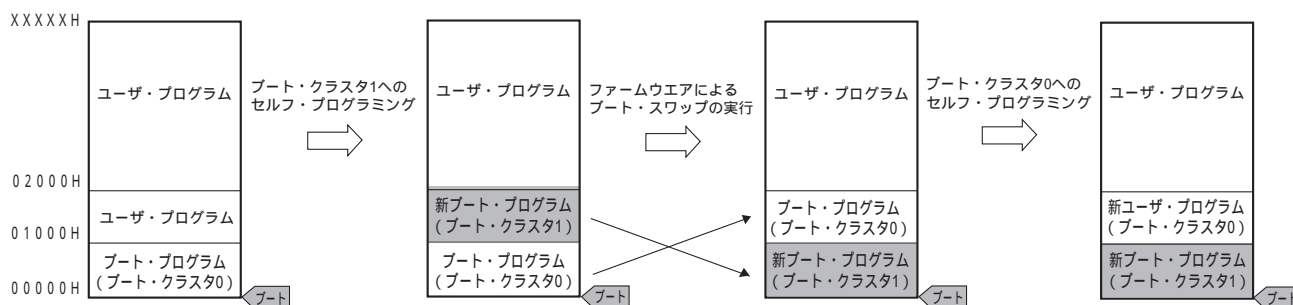 XXXXXH
ユーザ・プログラム
02000H
ユーザ・プログラム
01000H
ブート・プログラム
(ブート・クラスタ0)
00000H
ブート
ブート・クラスタ1への
セルフ・プログラミング
ユーザ・プログラム
新ブート・プログラム
(ブート・クラスタ1)
ブート・プログラム
(ブート・クラスタ0)
ブート
ファームウエアによる
ブート・スワップの実行
ユーザ・プログラム
ブート・プログラム
(ブート・クラスタ0)
新ブート・プログラム
(ブート・クラスタ1)
ブート
ブート・クラスタ0への
セルフ・プログラミング
ユーザ・プログラム
新ユーザ・プログラム
(ブート・クラスタ0)
新ブート・プログラム
(ブート・クラスタ1)
ブート